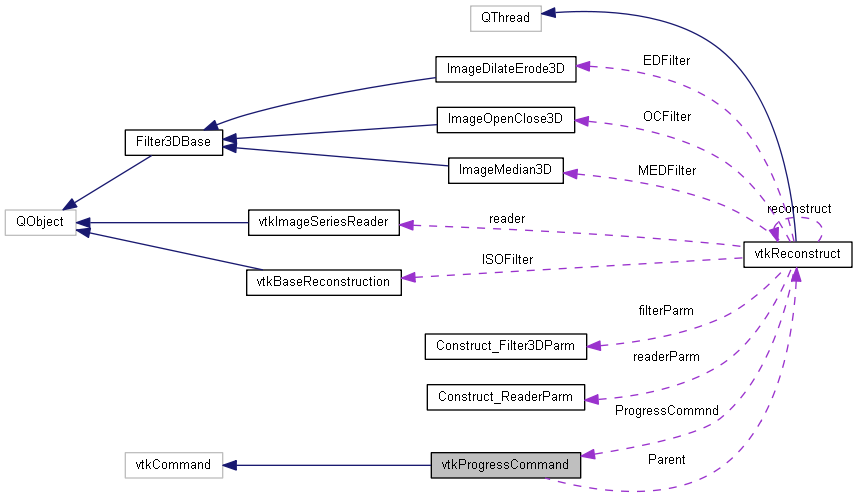 QThread
ImageDilateErode3D
EDFilter
ImageOpenClose3D
OCFilter
Filter3DBase
ImageMedian3D
MEDFilter
QObject
vtkImageSeriesReader
reader
reconstruct
vtkReconstruct
vtkBaseReconstruction
ISOFilter
filterParm
Construct_Filter3DParm
readerParm
Construct_ReaderParm
ProgressCommnd
vtkCommand
vtkProgressCommand
Parent